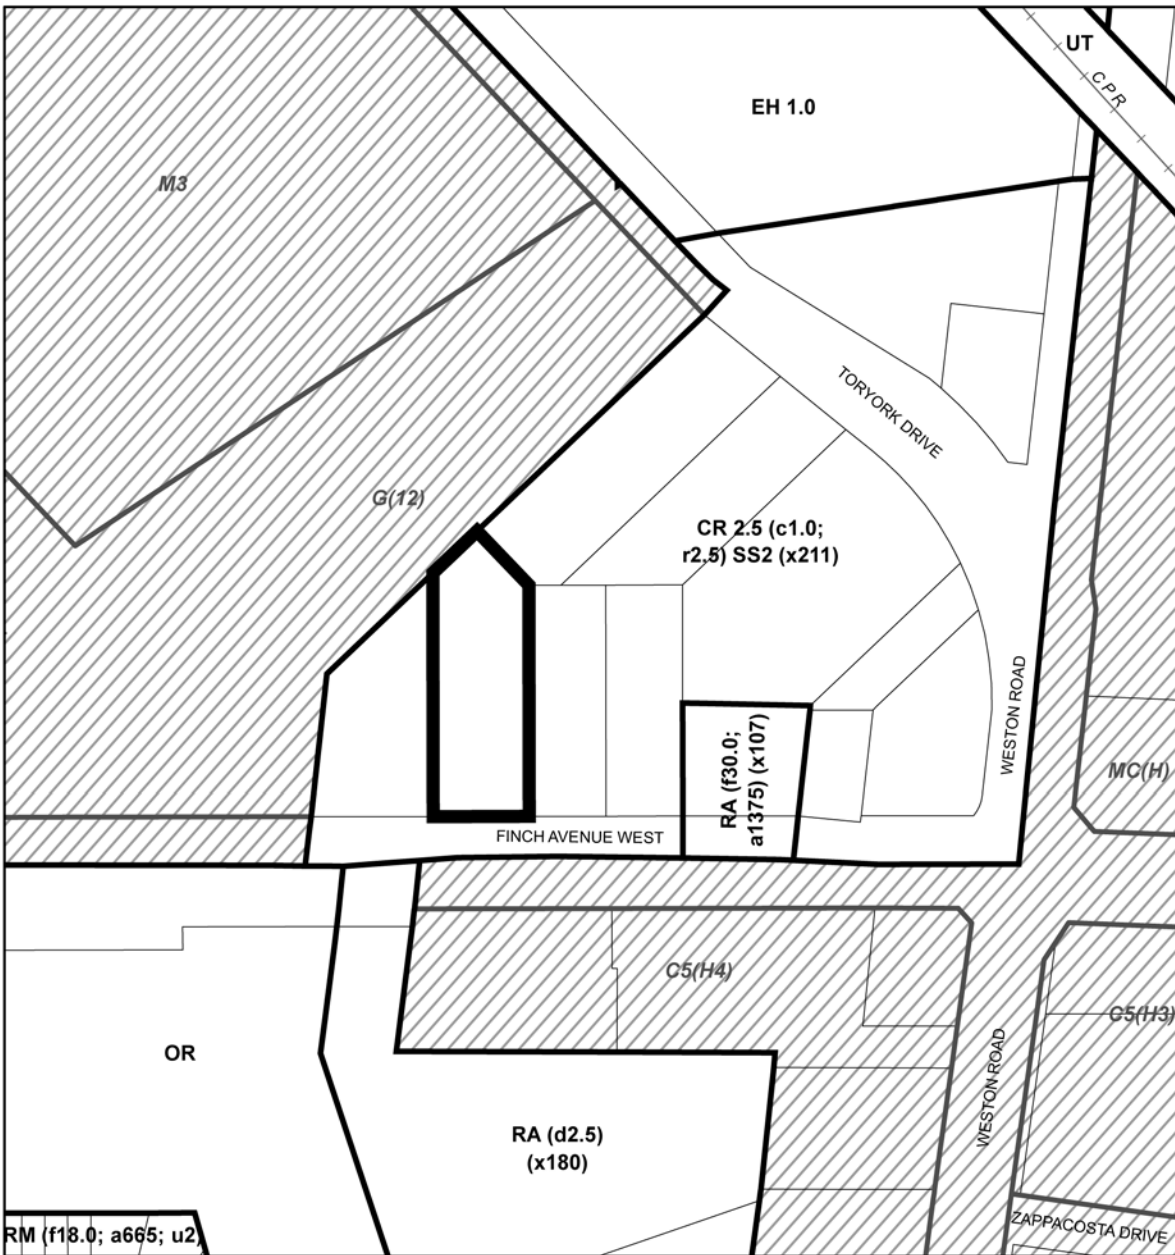 UT
CPR
EH 1.0
M3
TORYORK DRIVE
G(12)
CR 2.5 (c1.0;
r2.5) SS2 (x211)
WESTON ROAD
RA (f30.0;
a1375) (x107)
MC(H)
FINCH AVENUE WEST
C5(H4)
C5(H3)
OR
WESTON ROAD
RA (d2.5)
(x180)
ZAPPACOSTA DRIVE
RM (f18.0; a665; u2)